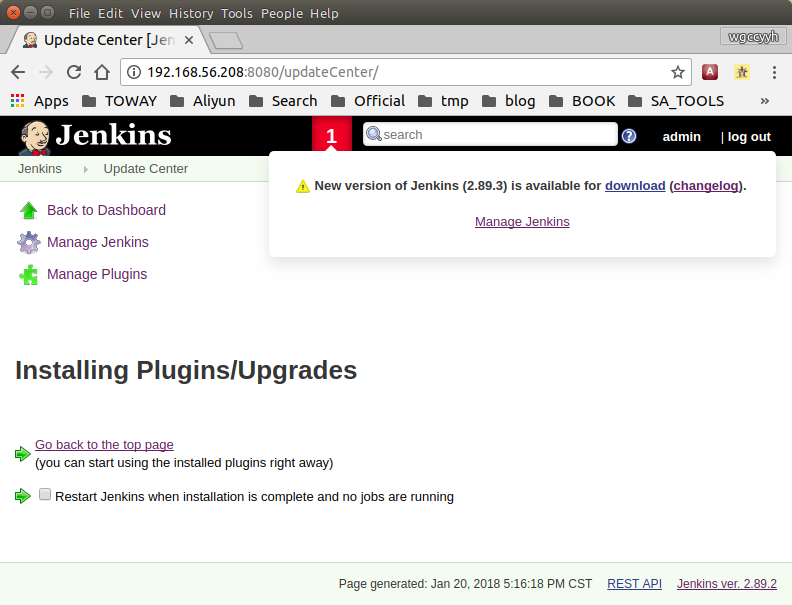 File Edit View History Tools People Help
Update Center [Jen
wgccyyh
192.168.56.208:8080/updateCenter/
Apps TOWAY Aliyun Search Official tmp blog BOOK SA_TOOLS »
Jenkins 1 search admin | log out
Jenkins Update Center
New version of Jenkins (2.89.3) is available for download (changelog).
Manage Jenkins
Back to Dashboard
Manage Jenkins
Manage Plugins
Installing Plugins/Upgrades
Go back to the top page
(you can start using the installed plugins right away)
Restart Jenkins when installation is complete and no jobs are running
Page generated: Jan 20, 2018 5:16:18 PM CST REST API Jenkins ver. 2.89.2